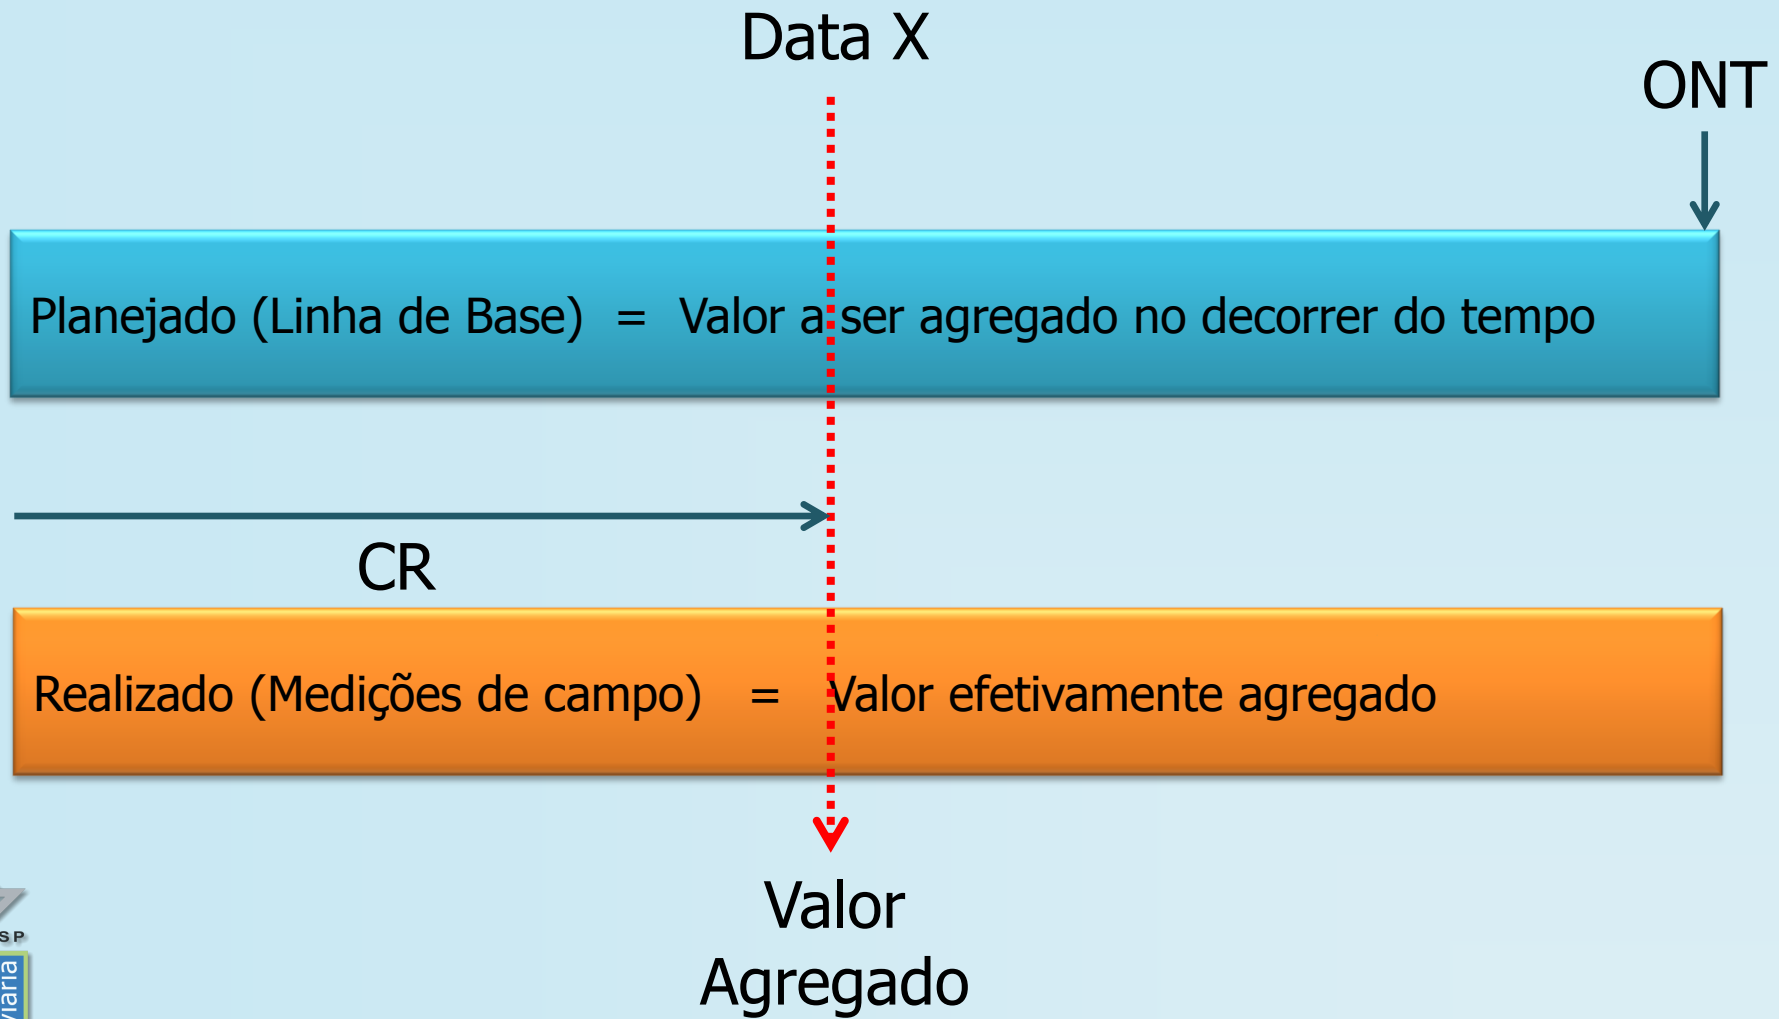 Data X
ONT
Planejado (Linha de Base) = Valor a ser agregado no decorrer do tempo
CR
Realizado (Medições de campo) = Valor efetivamente agregado
Valor
Agregado